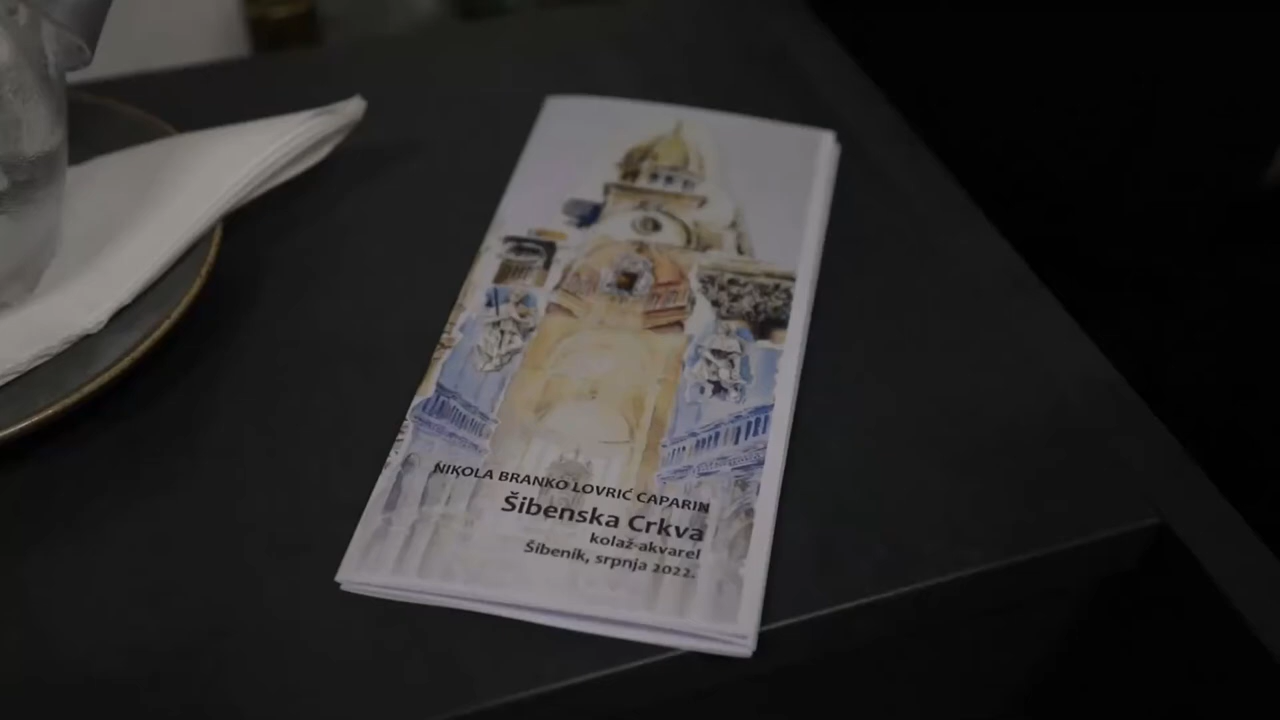 NIKOLA BRANKO LOVRIĆ CAPARIN
Šibenska Crkva
kolaž-akvarel
Šibenik, srpnja 2022.